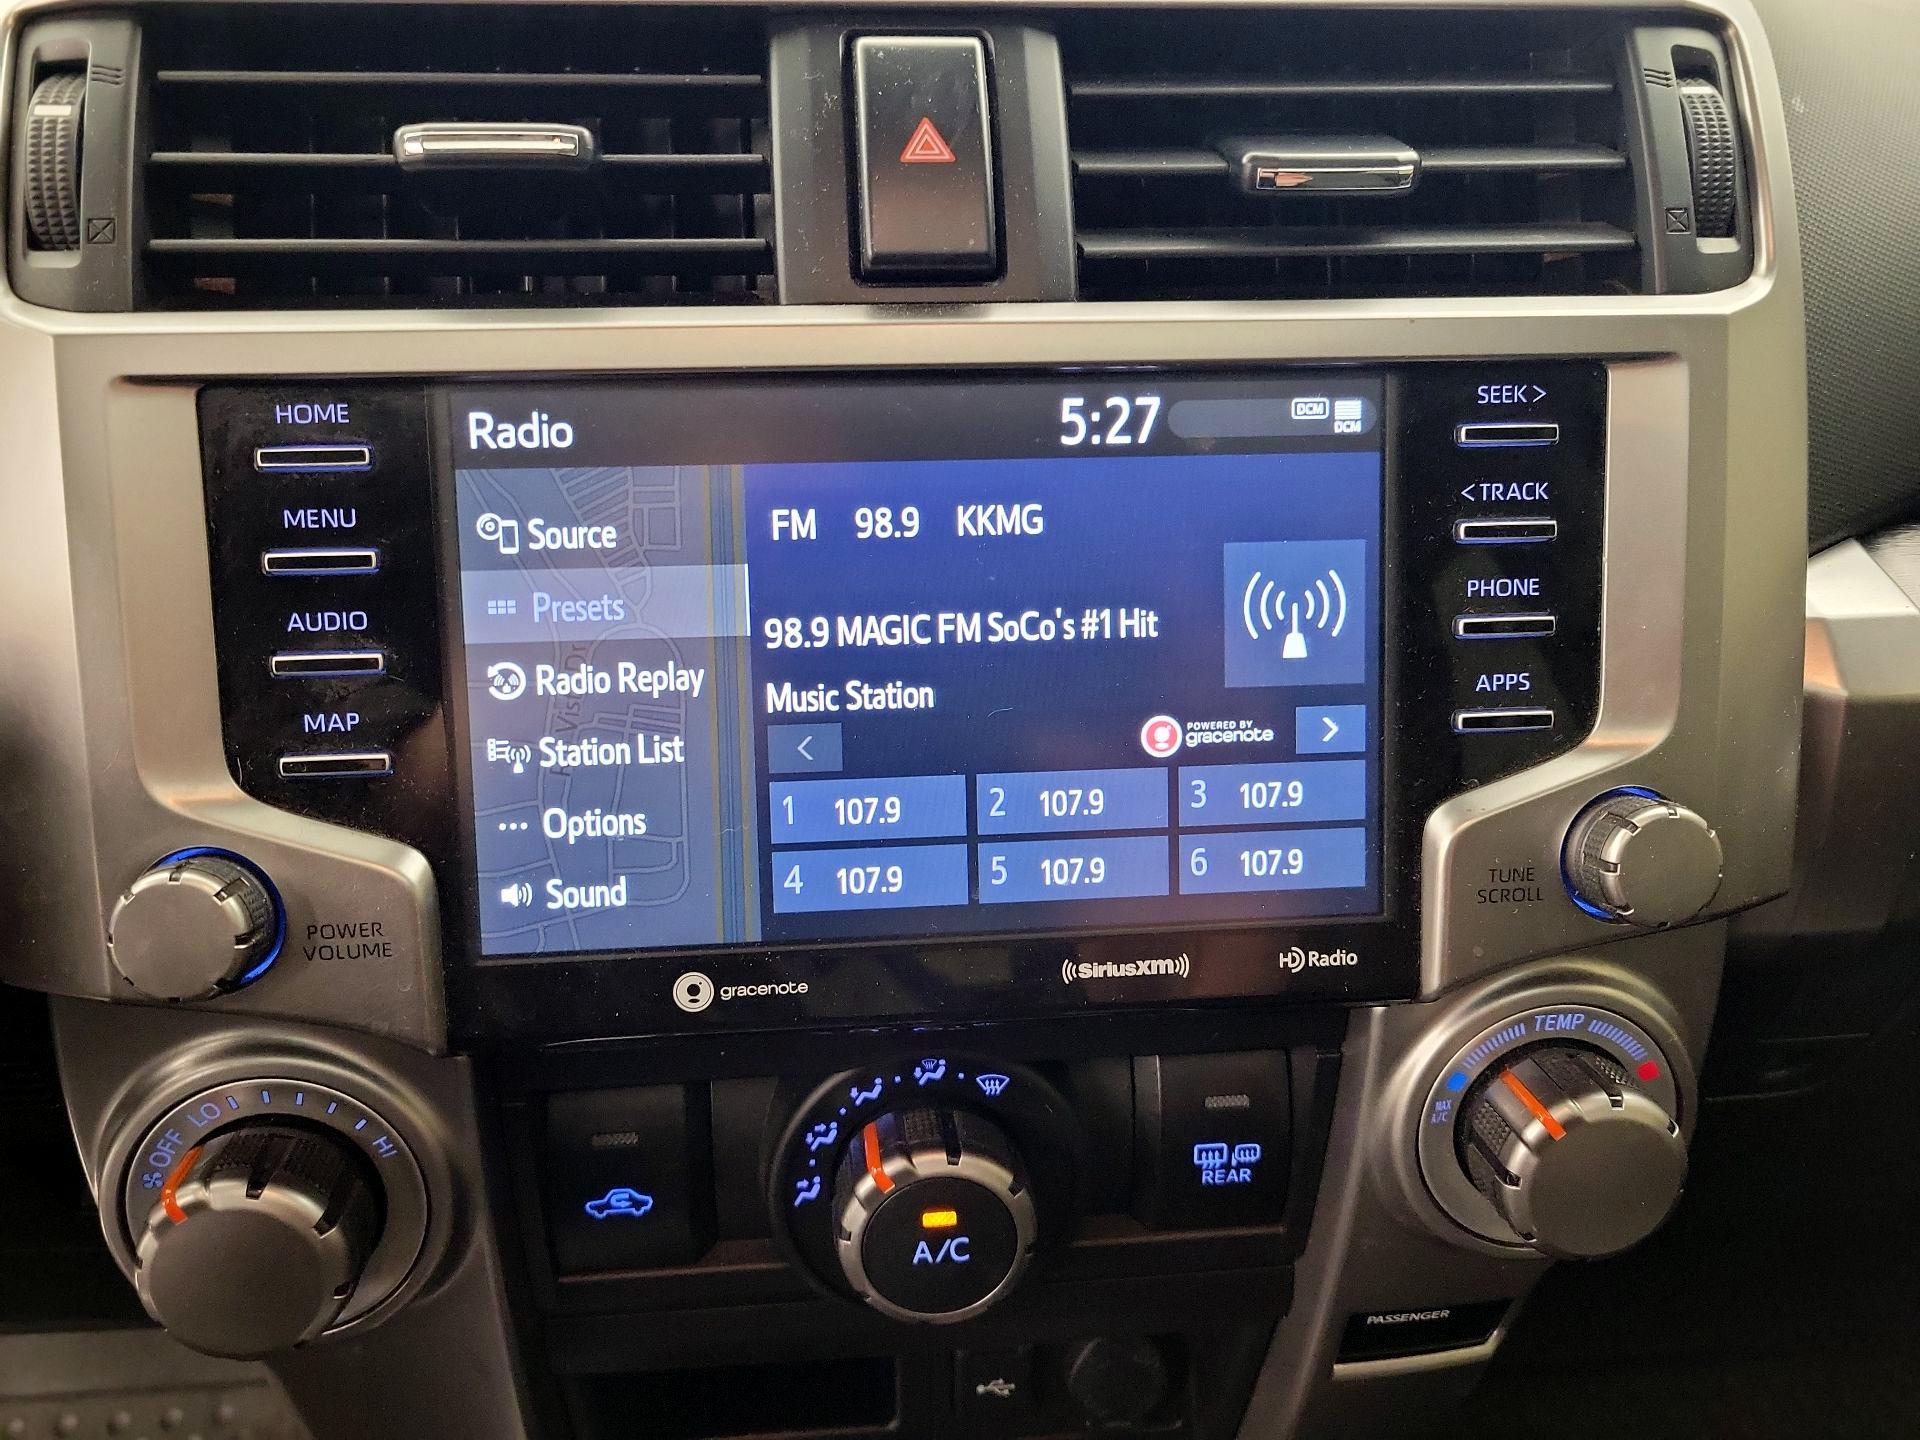 HOME
MENU
AUDIO
MAP
POWER
VOLUME
Radio
5:27
DCM
DCM
Source
Presets
Radio Replay
Station List
Options
Sound
FM 98.9 KKMG
98.9 MAGIC FM SoCo's #1 Hit
Music Station
POWERED BY
gracenote
1 107.9
2 107.9
3 107.9
4 107.9
5 107.9
6 107.9
gracenote
((SiriusXM))
HD Radio
SEEK >
< TRACK
PHONE
APPS
TUNE
SCROLL
OFF LO HI
A/C
REAR
TEMP
MAX
A/C
PASSENGER